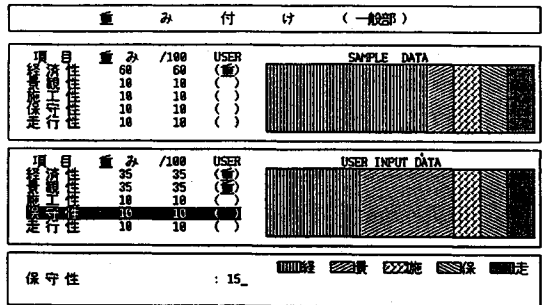 重 み 付 け （一般部）
項 目 重 み /100 USER SAMPLE DATA
経 済 性 60 60 (重)
景 観 性 10 10 ( )
施 工 性 10 10 ( )
保 守 性 10 10 ( )
走 行 性 10 10 ( )
項 目 重 み /100 USER USER INPUT DATA
経 済 性 35 35 (重)
景 観 性 35 35 (重)
施 工 性 10 10 ( )
保 守 性 10 10 ( )
走 行 性 10 10 ( )
経 景 施 保 走
保 守 性 : 15_